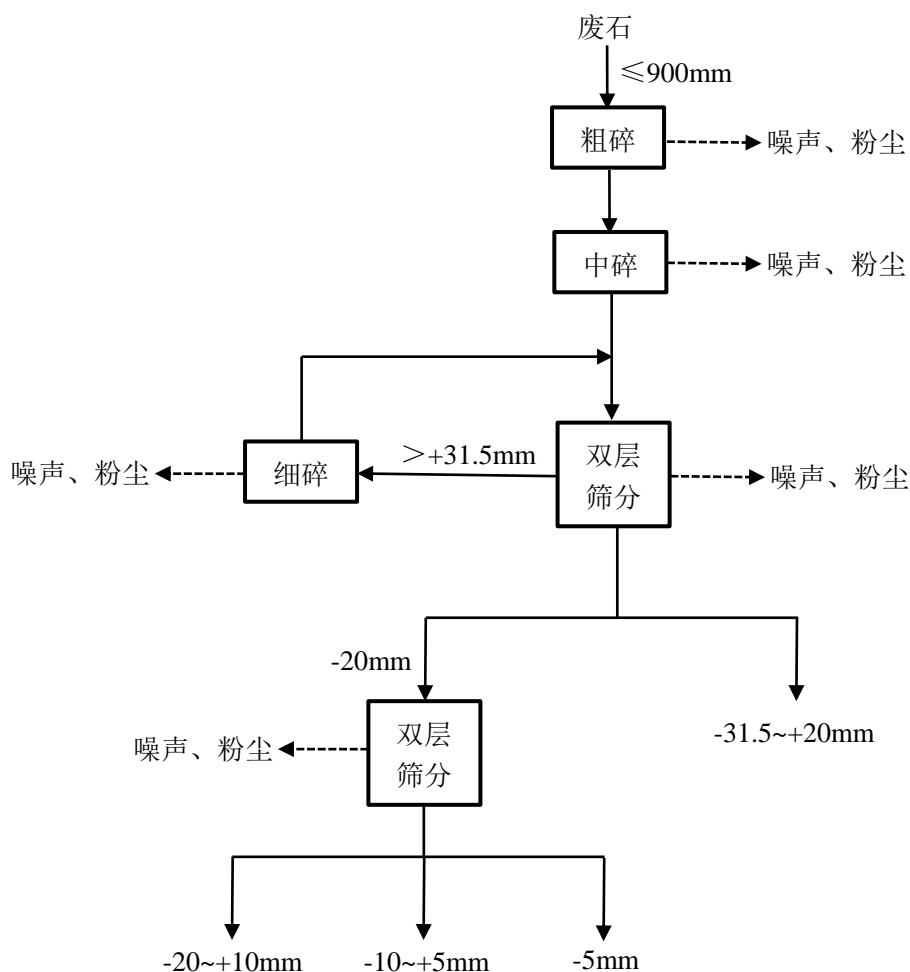 废石
≤900mm
粗碎
噪声、粉尘
中碎
噪声、粉尘
噪声、粉尘
细碎
＞+31.5mm
双层
筛分
噪声、粉尘
-20mm
噪声、粉尘
双层
筛分
-31.5~+20mm
-20~+10mm
-10~+5mm
-5mm